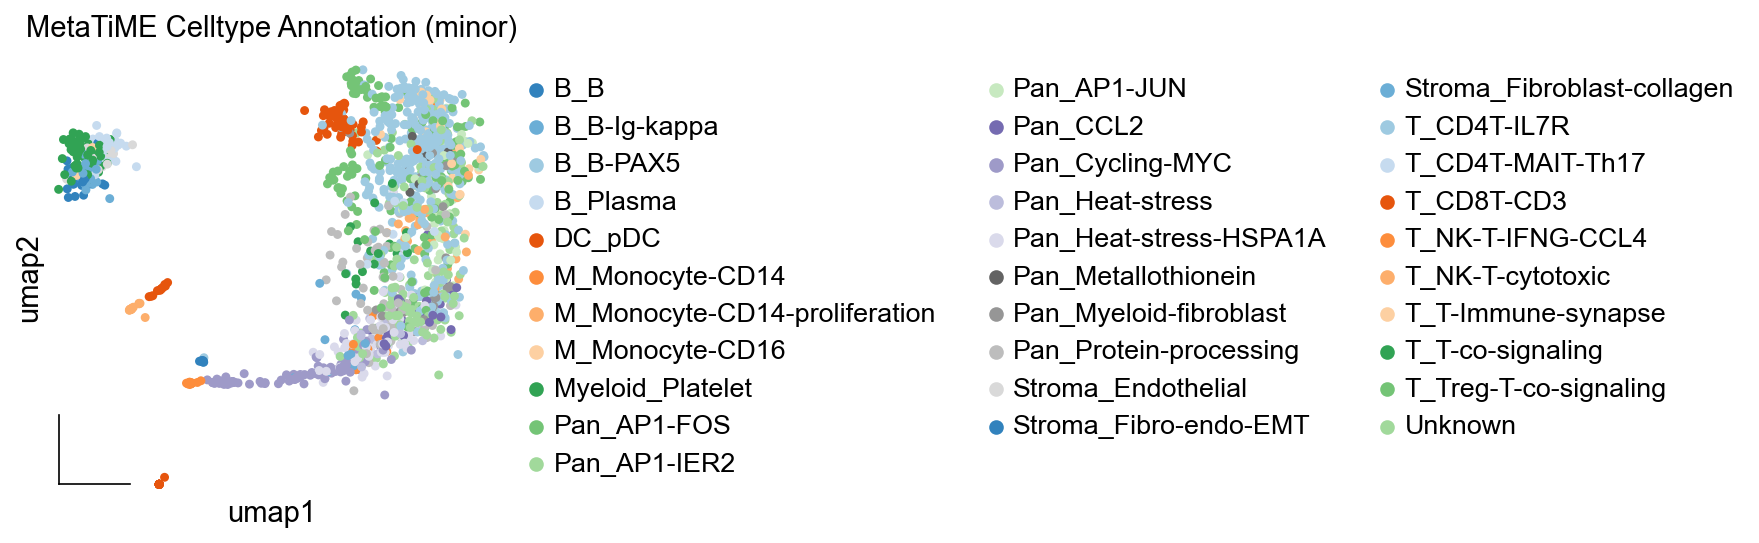 MetaTiME Celltype Annotation (minor)
B_B
B_B-Ig-kappa
B_B-PAX5
B_Plasma
DC_pDC
M_Monocyte-CD14
M_Monocyte-CD14-proliferation
M_Monocyte-CD16
Myeloid_Platelet
Pan_AP1-FOS
Pan_AP1-IER2
Pan_AP1-JUN
Pan_CCL2
Pan_Cycling-MYC
Pan_Heat-stress
Pan_Heat-stress-HSPA1A
Pan_Metallothionein
Pan_Myeloid-fibroblast
Pan_Protein-processing
Stroma_Endothelial
Stroma_Fibro-endo-EMT
Stroma_Fibroblast-collagen
T_CD4T-IL7R
T_CD4T-MAIT-Th17
T_CD8T-CD3
T_NK-T-IFNG-CCL4
T_NK-T-cytotoxic
T_T-Immune-synapse
T_T-co-signaling
T_Treg-T-co-signaling
Unknown
umap2
umap1